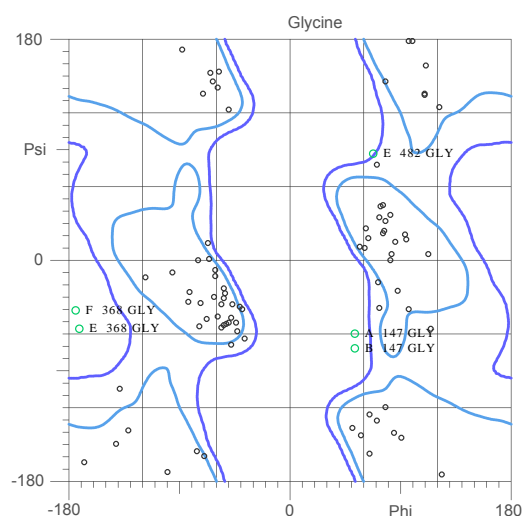 Glycine
180
Psi
E 482 GLY
0
F 368 GLY
E 368 GLY
A 147 GLY
B 147 GLY
-180
-180
0
Phi
180